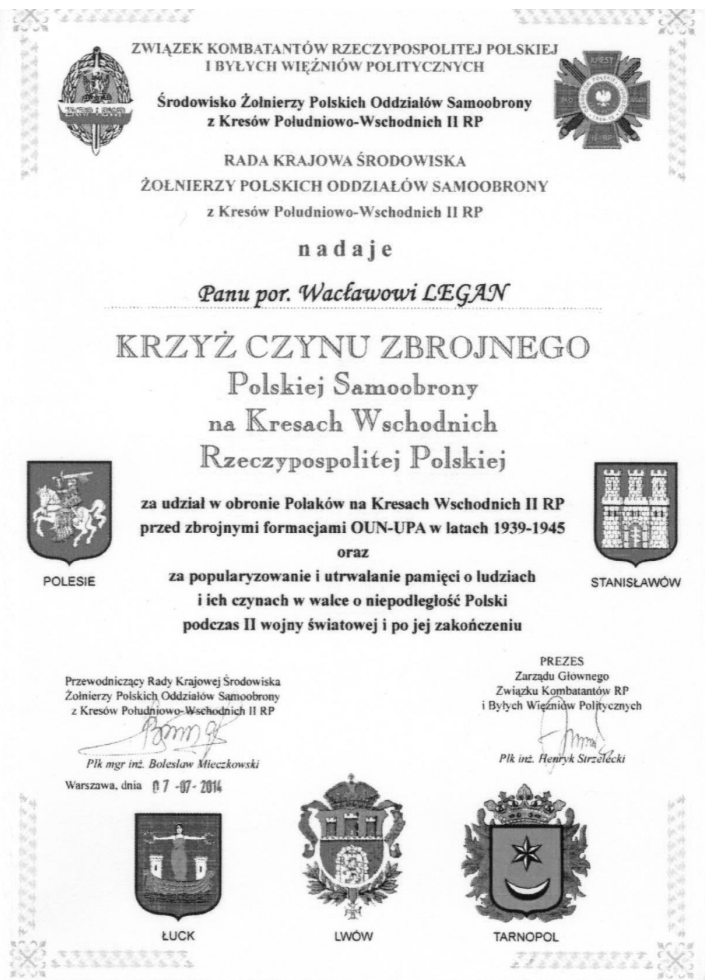 ZWIĄZEK KOMBATANTÓW RZECZYPOSPOLITEJ POLSKIEJ
I BYŁYCH WIĘŹNIÓW POLITYCZNYCH
Środowisko Żołnierzy Polskich Oddziałów Samoobrony
z Kresów Południowo-Wschodnich II RP
RADA KRAJOWA ŚRODOWISKA
ŻOŁNIERZY POLSKICH ODDZIAŁÓW SAMOOBRONY
z Kresów Południowo-Wschodnich II RP
nadaje
Panu por. Wacławowi LEGAN
KRZYŻ CZYNU ZBROJNEGO
Polskiej Samoobrony
na Kresach Wschodnich
Rzeczypospolitej Polskiej
za udział w obronie Polaków na Kresach Wschodnich II RP
przed zbrojnymi formacjami OUN-UPA w latach 1939-1945
oraz
za popularyzowanie i utrwalanie pamięci o ludziach
i ich czynach w walce o niepodległość Polski
podczas II wojny światowej i po jej zakończeniu
POLESIE
STANISŁAWÓW
Przewodniczący Rady Krajowej Środowiska
Żołnierzy Polskich Oddziałów Samoobrony
z Kresów Południowo-Wschodnich II RP
Płk mgr inż. Bolesław Mieczkowski
Warszawa, dnia 07-07-2014
PREZES
Zarządu Głównego
Związku Kombatantów RP
i Byłych Więźniów Politycznych
Płk inż. Henryk Strzelecki
ŁUCK
LWÓW
TARNOPOL